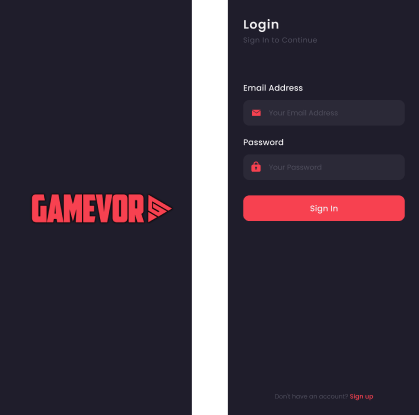 GAMEVOR
Login
Sign In to Continue
Email Address
Your Email Address
Password
Your Password
Sign In
Don't have an account? Sign up